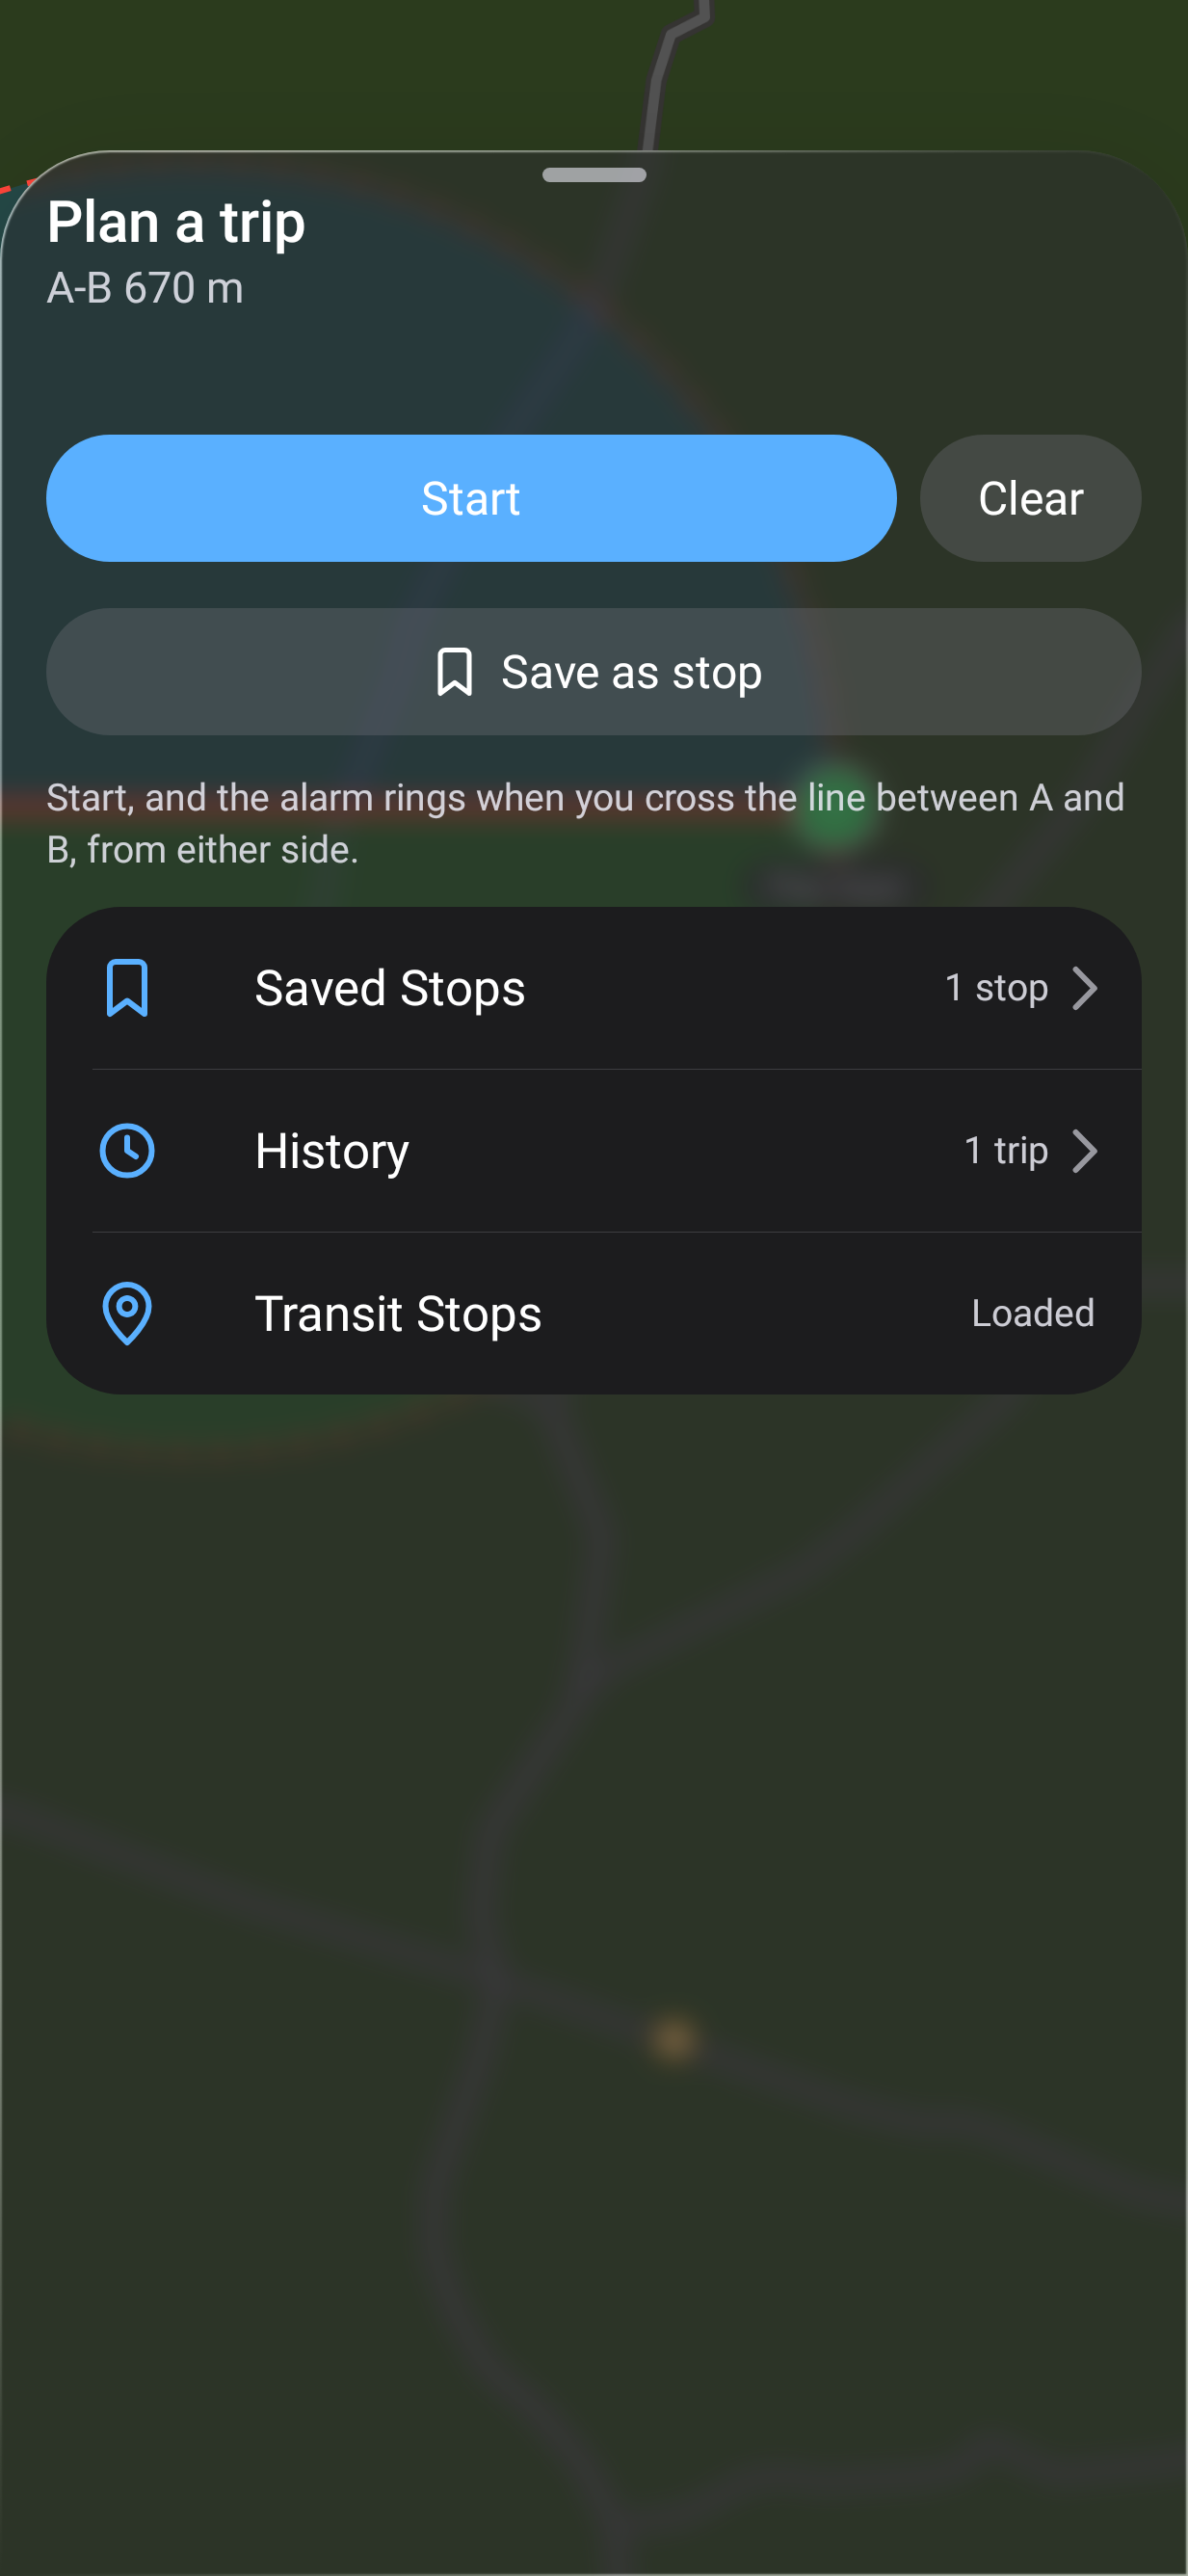 Plan a trip
A-B 670 m
Start
Clear
Save as stop
Start, and the alarm rings when you cross the line between A and
B, from either side.
Saved Stops
1 stop
History
1 trip
Transit Stops
Loaded